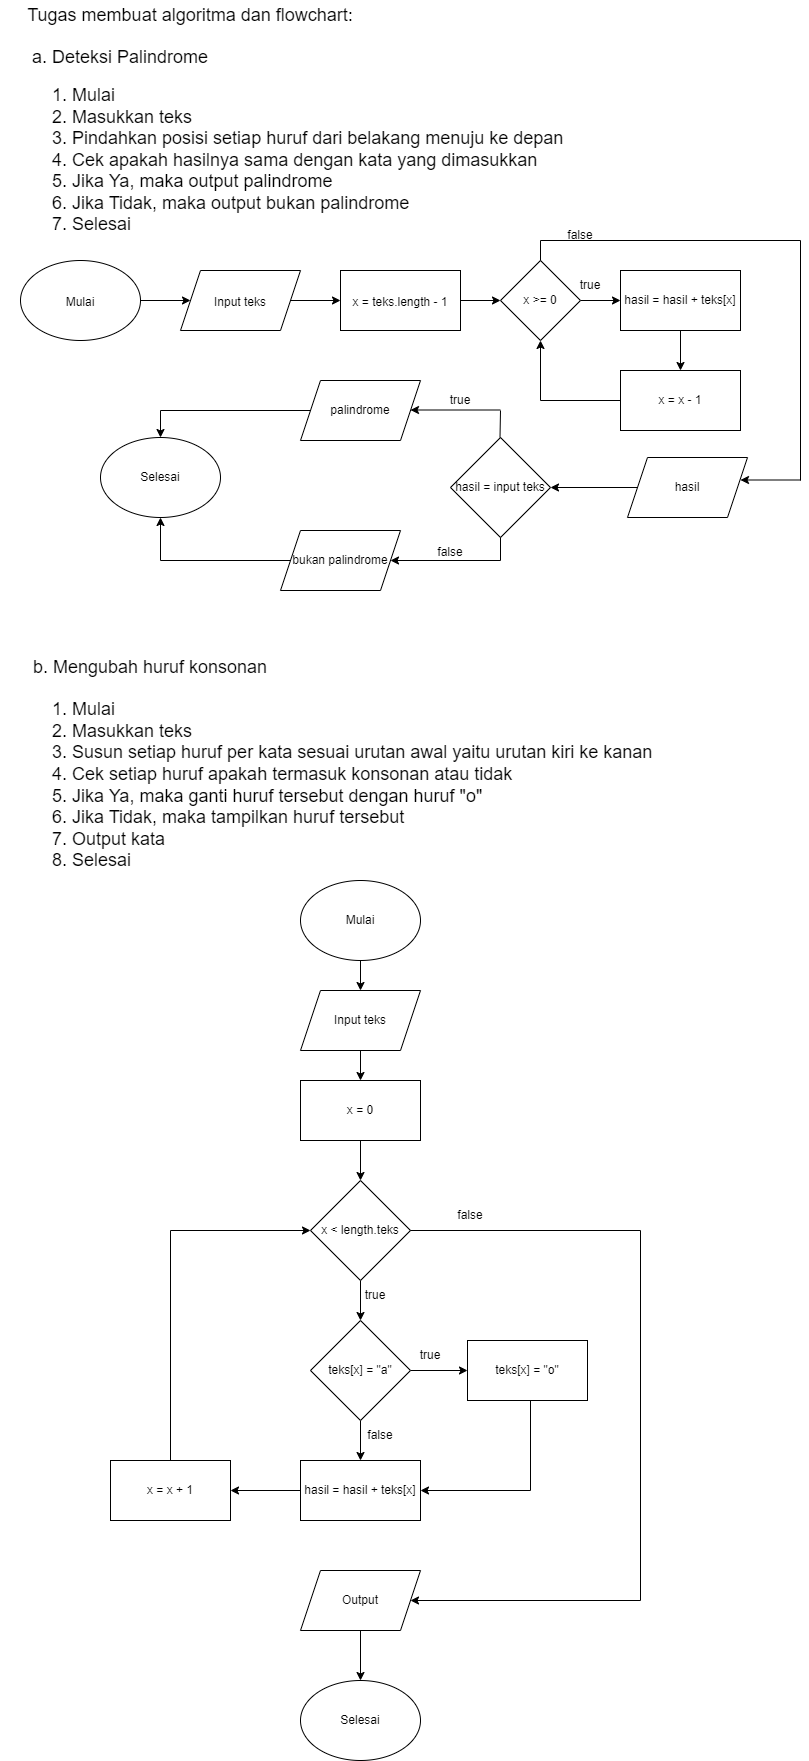 Tugas membuat algoritma dan flowchart:
a. Deteksi Palindrome
1. Mulai
2. Masukkan teks
3. Pindahkan posisi setiap huruf dari belakang menuju ke depan
4. Cek apakah hasilnya sama dengan kata yang dimasukkan
5. Jika Ya, maka output palindrome
6. Jika Tidak, maka output bukan palindrome
7. Selesai
false
Mulai
Input teks
x = teks.length - 1
x >= 0
true
hasil = hasil + teks[x]
x = x - 1
hasil
hasil = input teks
true
palindrome
Selesai
false
bukan palindrome
b. Mengubah huruf konsonan
1. Mulai
2. Masukkan teks
3. Susun setiap huruf per kata sesuai urutan awal yaitu urutan kiri ke kanan
4. Cek setiap huruf apakah termasuk konsonan atau tidak
5. Jika Ya, maka ganti huruf tersebut dengan huruf "o"
6. Jika Tidak, maka tampilkan huruf tersebut
7. Output kata
8. Selesai
Mulai
Input teks
x = 0
x < length.teks
false
true
teks[x] = "a"
true
teks[x] = "o"
false
hasil = hasil + teks[x]
x = x + 1
Output
Selesai